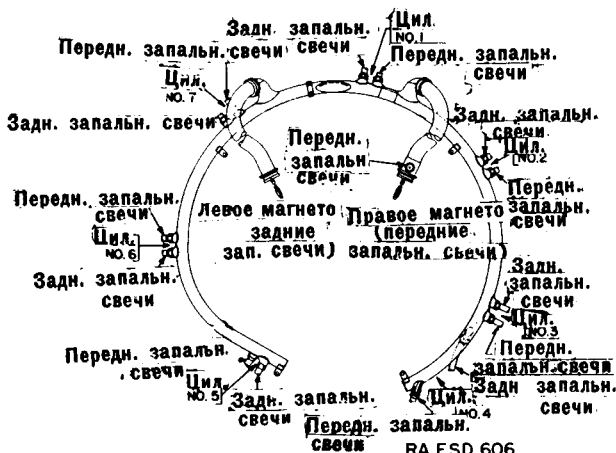 Задн. запальн.
свечи
Цил.
NO. 1
Передн. запальн.
свечи
Передн. запальн. свечи
Цил.
NO. 7
Задн. запальн. свечи
Передн.
запальн
свечи
Задн. запальн.
свечи
Цил.
NO. 2
Передн.
запальн.
свечи
Левое магнето
задние
зап. свечи)
Правое магнето
(передние
запальн. свечи)
Передн. запальн.
свечи
Цил.
NO. 6
Задн. запальн.
свечи
Задн.
запальн.
свечи
Цил.
NO. 3
Передн.
запальн. свечи
Передн. запальн.
свечи
Цил.
NO. 5
Задн. запальн.
свечи
Задн запальн.
свечи
Цил.
NO. 4
Передн. запальн.
свечи
RA FSD 606